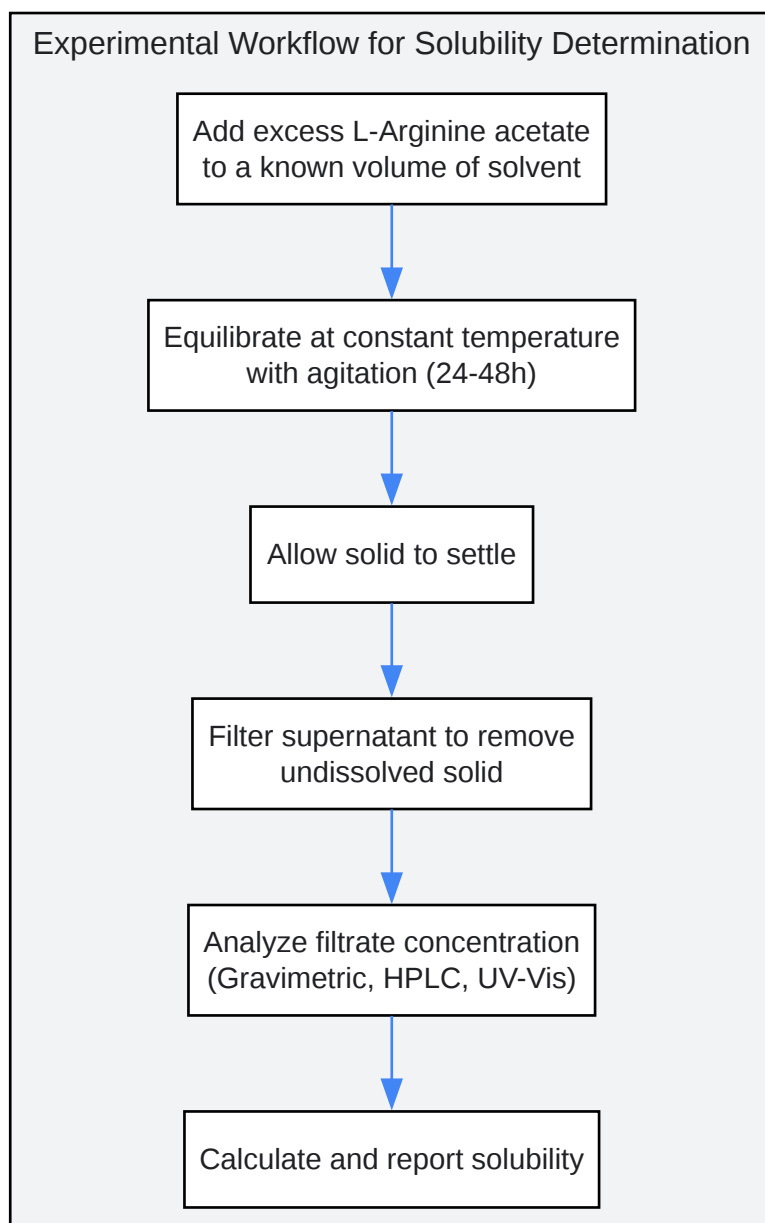 Experimental Workflow for Solubility Determination
Add excess L-Arginine acetate
to a known volume of solvent
Equilibrate at constant temperature
with agitation (24-48h)
Allow solid to settle
Filter supernatant to remove
undissolved solid
Analyze filtrate concentration
(Gravimetric, HPLC, UV-Vis)
Calculate and report solubility